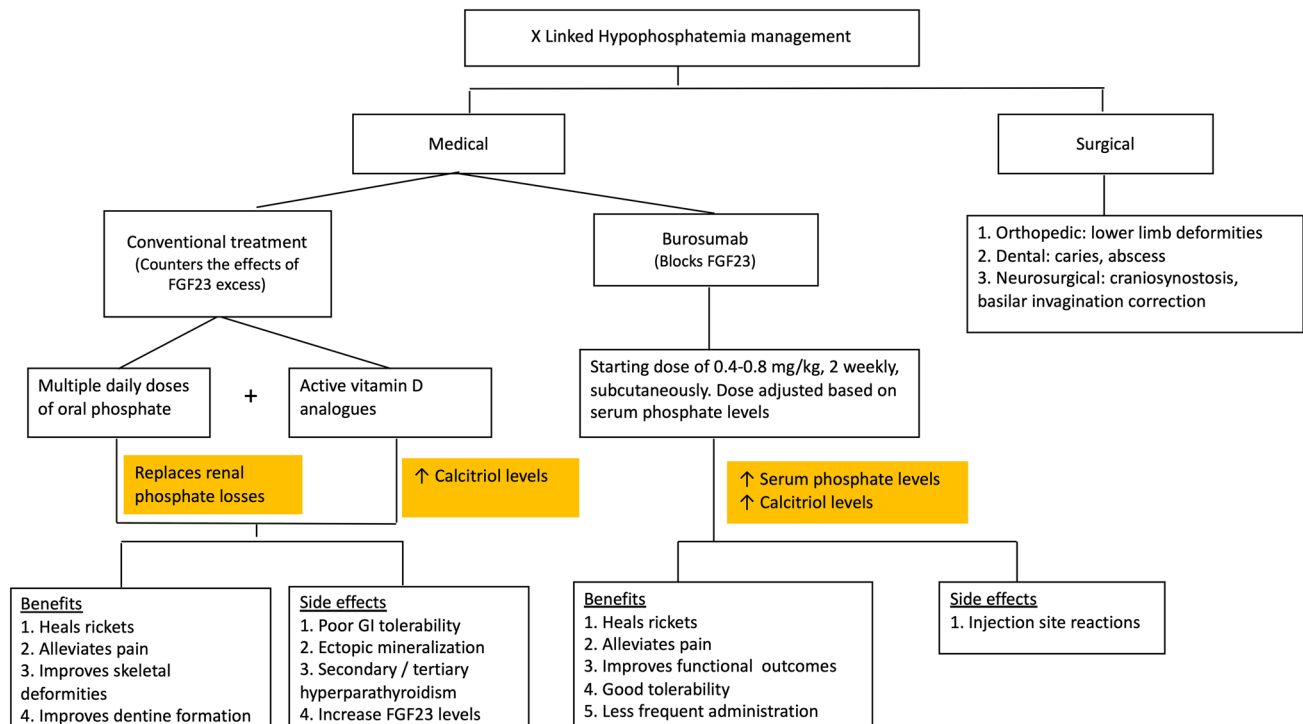 X Linked Hypophosphatemia management
Medical
Surgical
Conventional treatment
(Counters the effects of
FGF23 excess)
Burosumab
(Blocks FGF23)
1. Orthopedic: lower limb deformities
2. Dental: caries, abscess
3. Neurosurgical: craniosynostosis,
basilar invagination correction
Multiple daily doses
of oral phosphate
+
Active vitamin D
analogues
Starting dose of 0.4-0.8 mg/kg, 2 weekly,
subcutaneously. Dose adjusted based on
serum phosphate levels
Replaces renal
phosphate losses
↑ Calcitriol levels
↑ Serum phosphate levels
↑ Calcitriol levels
Benefits
1. Heals rickets
2. Alleviates pain
3. Improves skeletal
deformities
4. Improves dentine formation
Side effects
1. Poor GI tolerability
2. Ectopic mineralization
3. Secondary / tertiary
hyperparathyroidism
4. Increase FGF23 levels
Benefits
1. Heals rickets
2. Alleviates pain
3. Improves functional outcomes
4. Good tolerability
5. Less frequent administration
Side effects
1. Injection site reactions